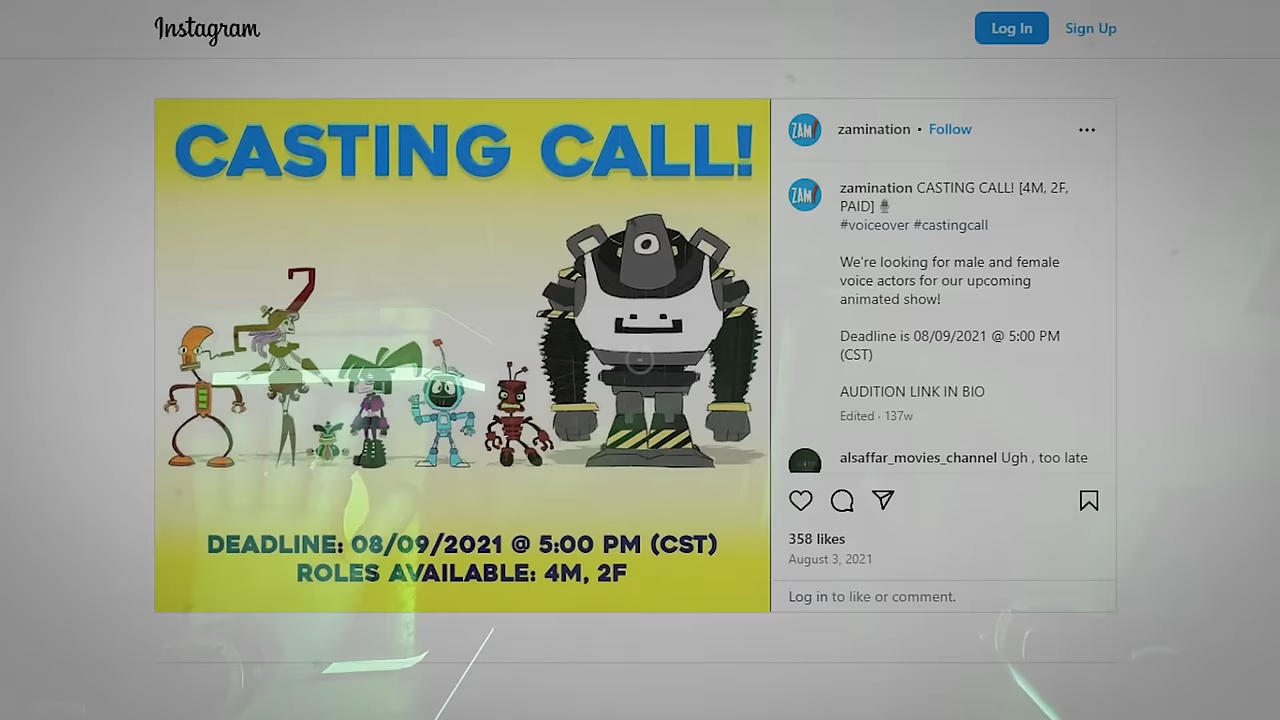 Instagram
Log In
Sign Up
CASTING CALL!
DEADLINE: 08/09/2021 @ 5:00 PM (CST)
ROLES AVAILABLE: 4M, 2F
ZAM!
zamination • Follow
ZAM!
zamination CASTING CALL! [4M, 2F,
PAID]
#voiceover #castingcall
We're looking for male and female
voice actors for our upcoming
animated show!
Deadline is 08/09/2021 @ 5:00 PM
(CST)
AUDITION LINK IN BIO
Edited · 137w
alsaffar_movies_channel Ugh , too late
358 likes
August 3, 2021
Log in to like or comment.